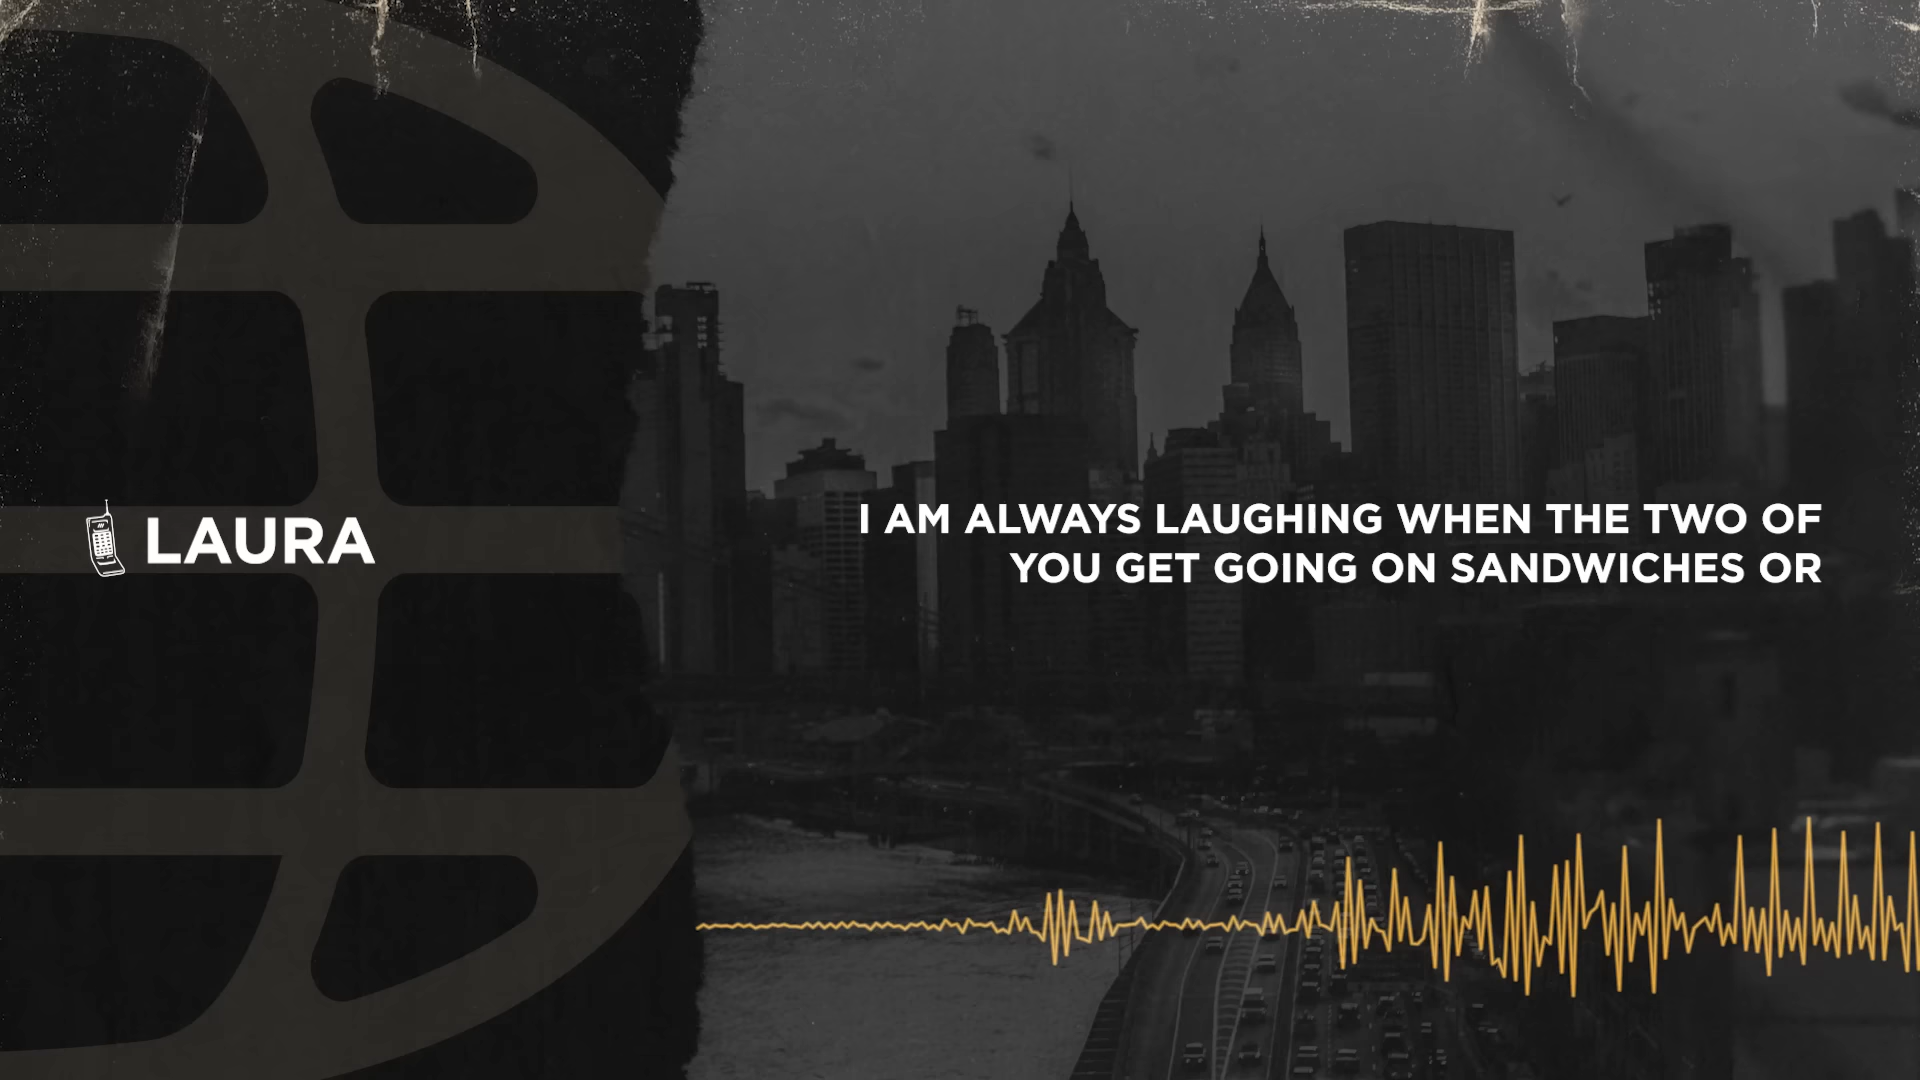 LAURA
I AM ALWAYS LAUGHING WHEN THE TWO OF
YOU GET GOING ON SANDWICHES OR